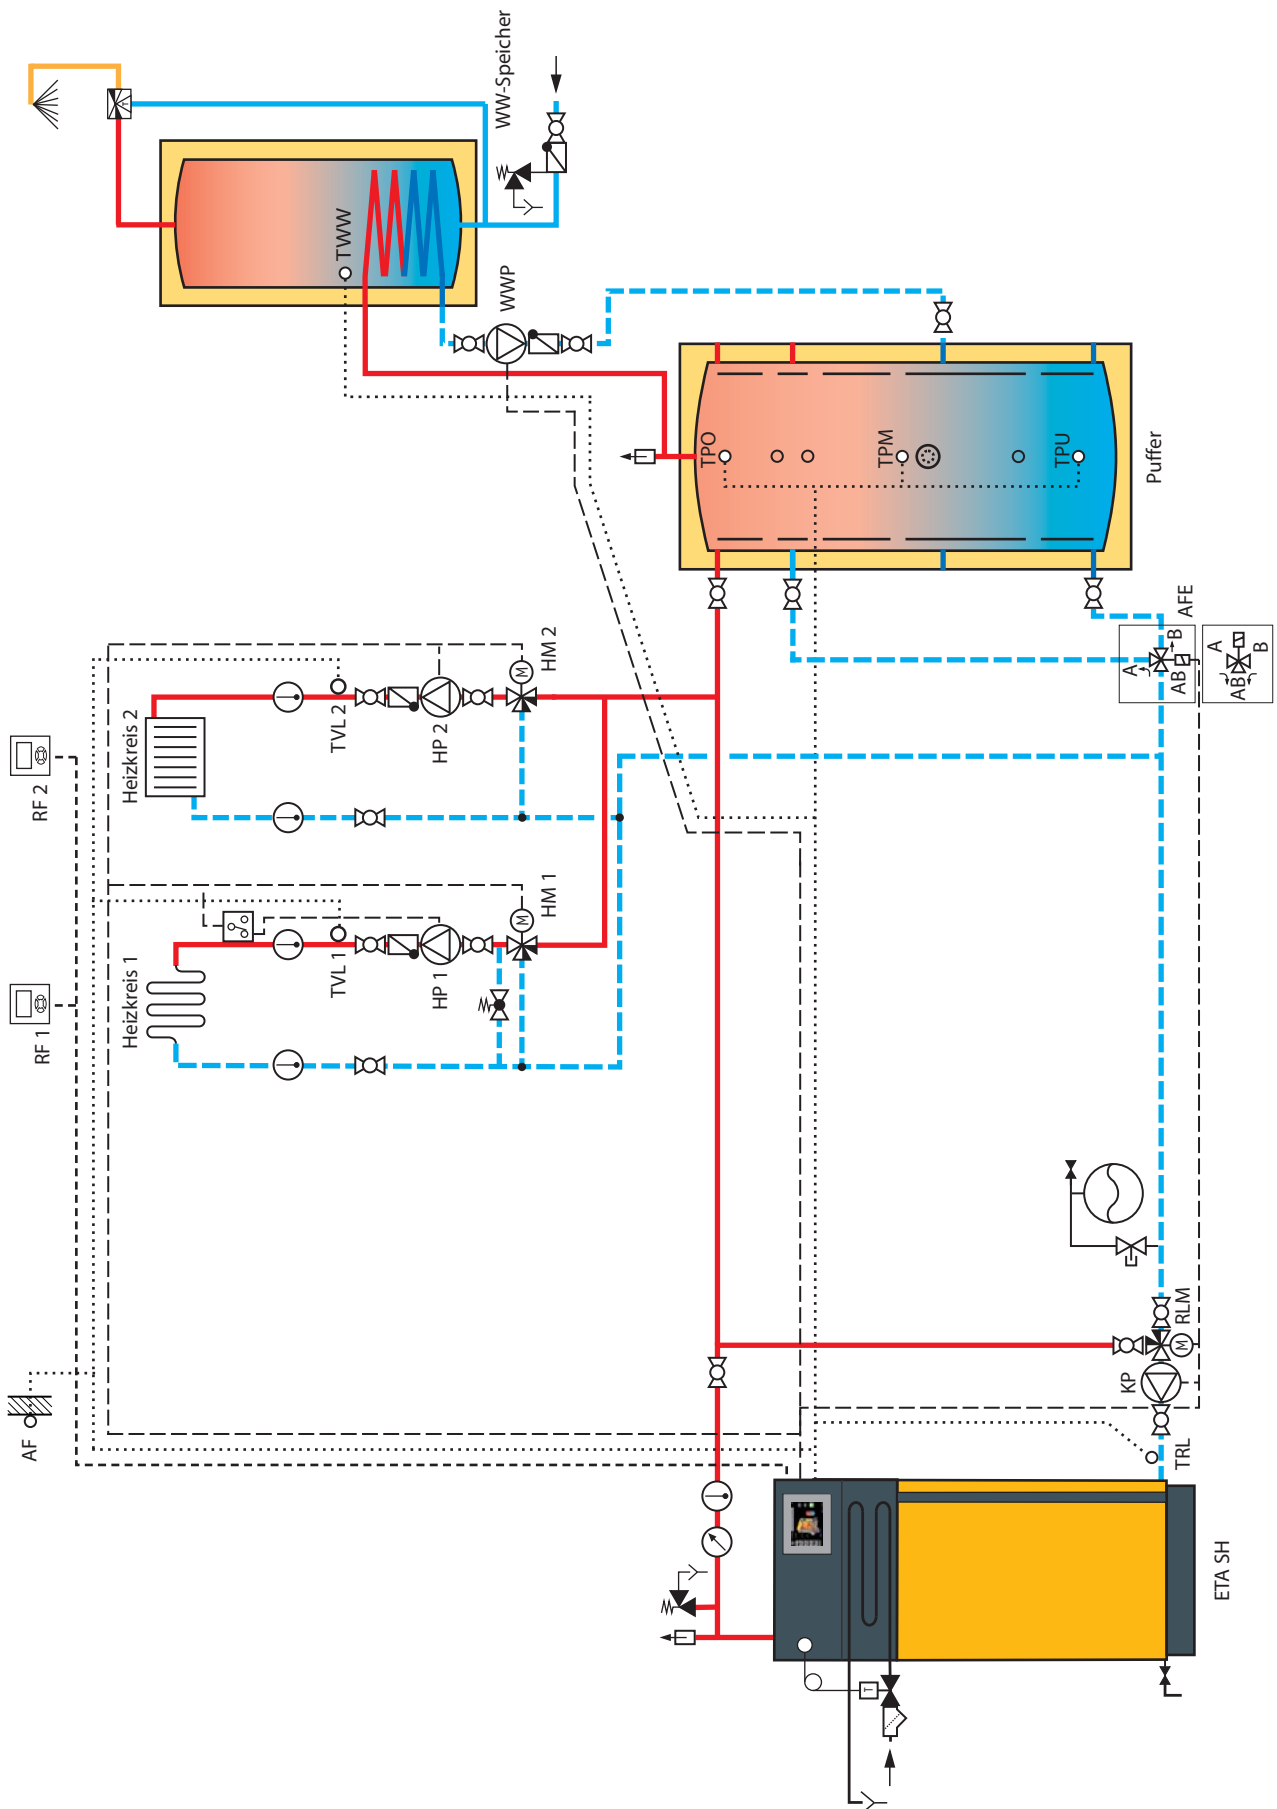 WW-Speicher
TWW
WWP
T
TPO
TPM
TPU
Puffer
AFE
A
B
AB
A
B
AB
HM 2
M
TVL 2
HP 2
Heizkreis 2
RF 2
HM 1
M
TVL 1
HP 1
Heizkreis 1
RF 1
AF
RLM
M
KP
TRL
ETA SH
T